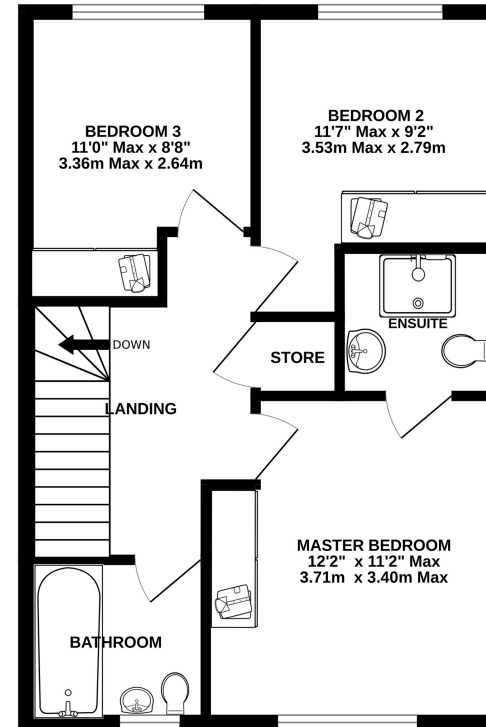 BEDROOM 3
11'0" Max x 8'8"
3.36m Max x 2.64m
BEDROOM 2
11'7" Max x 9'2"
3.53m Max x 2.79m
ENSUITE
DOWN
STORE
LANDING
MASTER BEDROOM
12'2" x 11'2" Max
3.71m x 3.40m Max
BATHROOM